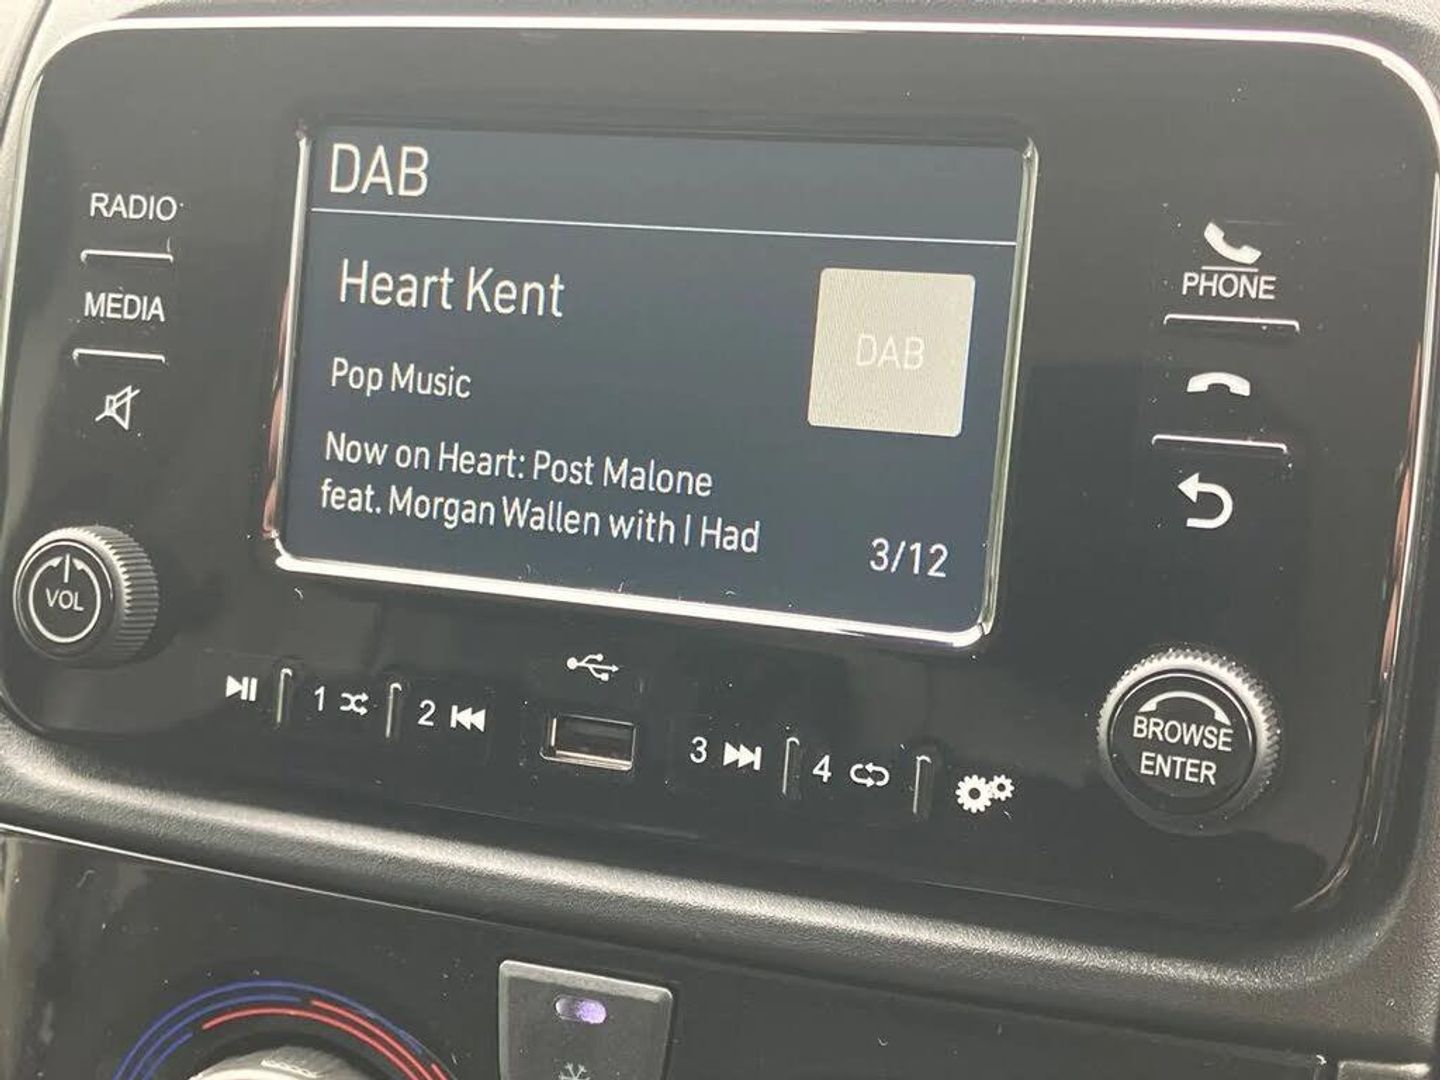 DAB
RADIO
MEDIA
Heart Kent
DAB
Pop Music
Now on Heart: Post Malone
feat. Morgan Wallen with I Had
3/12
PHONE
VOL
1
2
3
4
BROWSE
ENTER